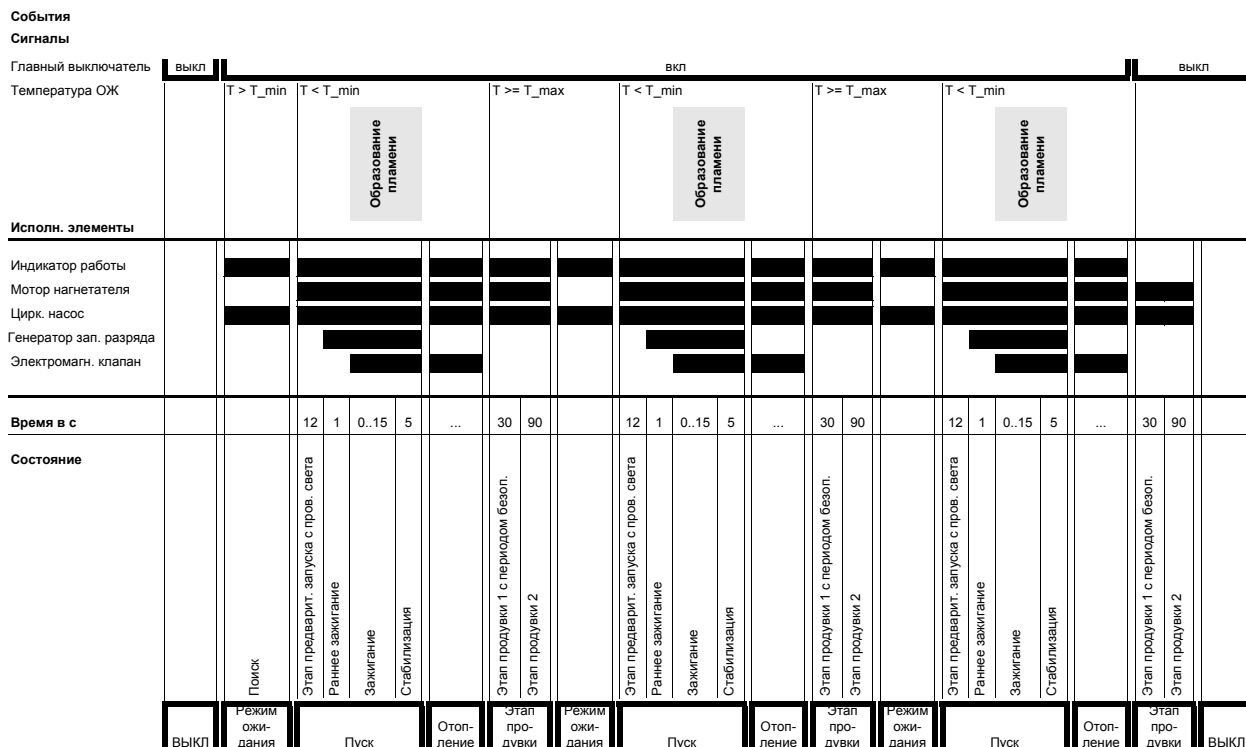 События
Сигналы
Главный выключатель выкл вкл выкл
Температура ОЖ T > T_min T < T_min T >= T_max T < T_min T >= T_max T < T_min
Образование
пламени
Образование
пламени
Образование
пламени
Исполн. элементы
Индикатор работы
Мотор нагнетателя
Цирк. насос
Генератор зап. разряда
Электромагн. клапан
Время в с 12 1 0..15 5 ... 30 90 12 1 0..15 5 ... 30 90 12 1 0..15 5 ... 30 90
Состояние
Поиск
Этап предварит. запуска с пров. света
Раннее зажигание
Зажигание
Стабилизация
Этап продувки 1 с периодом безоп.
Этап продувки 2
Этап предварит. запуска с пров. света
Раннее зажигание
Зажигание
Стабилизация
Этап продувки 1 с периодом безоп.
Этап продувки 2
Этап предварит. запуска с пров. света
Раннее зажигание
Зажигание
Стабилизация
Этап продувки 1 с периодом безоп.
Этап продувки 2
ВЫКЛ
Режим
ожи-
дания
Пуск
Отоп-
ление
Этап
про-
дувки
Режим
ожи-
дания
Пуск
Отоп-
ление
Этап
про-
дувки
Режим
ожи-
дания
Пуск
Отоп-
ление
Этап
про-
дувки
ВЫКЛ